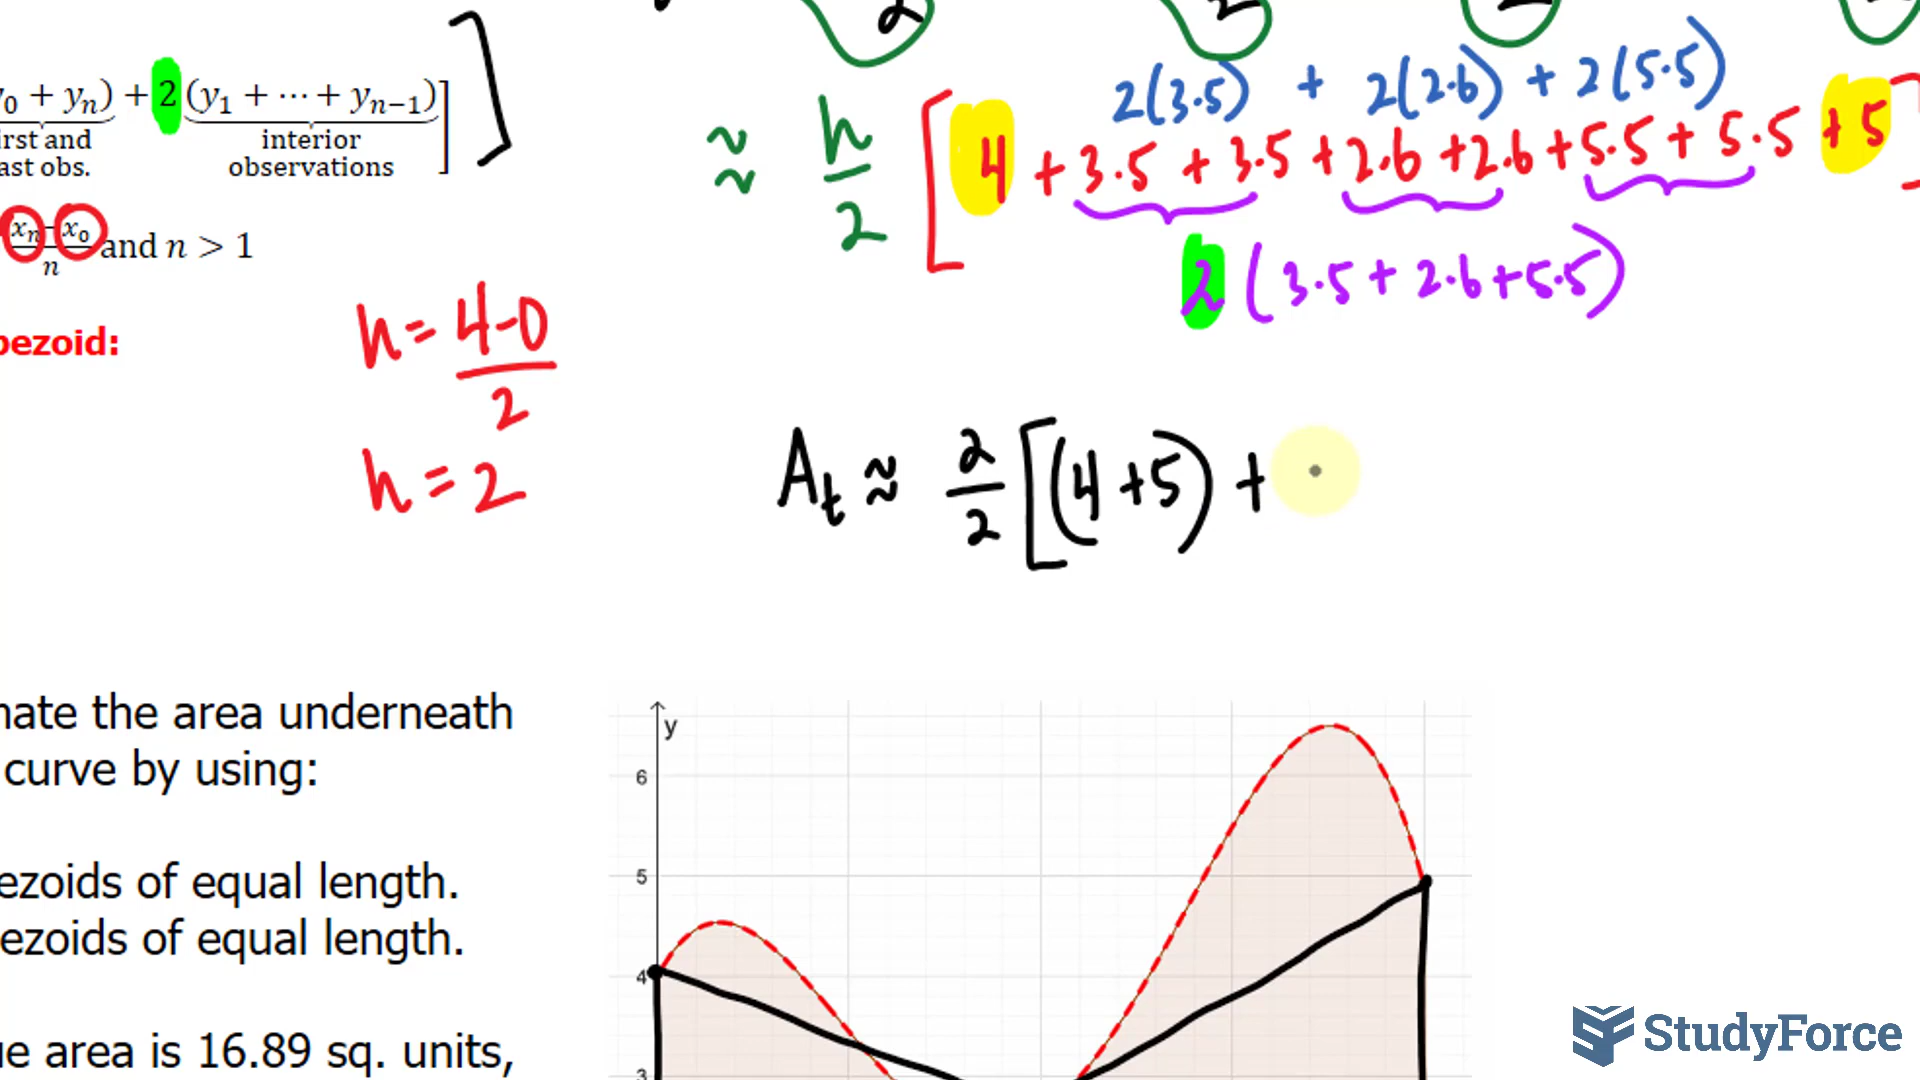 2
2
y₀ + yₙ) + 2 (y₁ + ⋯ + yₙ₋₁)]
irst and interior
ast obs. observations
xₙ - x₀
n
and n > 1
pezoid:
h = 4-0
2
h = 2
2(3.5) + 2(2.6) + 2(5.5)
≈ h/2 [4 + 3.5 + 3.5 + 2.6 + 2.6 + 5.5 + 5.5 + 5]
2 (3.5 + 2.6 + 5.5)
Aₜ ≈ 2/2 [(4 + 5) +
nate the area underneath
curve by using:
ezoids of equal length.
ezoids of equal length.
ue area is 16.89 sq. units,
y
6
5
4
3
StudyForce